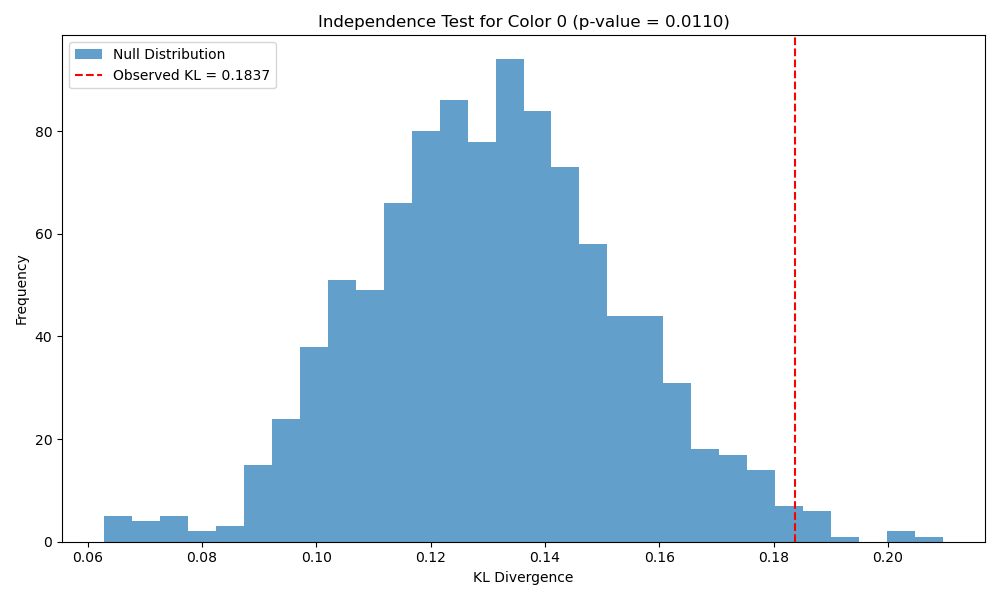 Independence Test for Color 0 (p-value = 0.0110)
Null Distribution
Observed KL = 0.1837
Frequency
80
60
40
20
0
0.06 0.08 0.10 0.12 0.14 0.16 0.18 0.20
KL Divergence